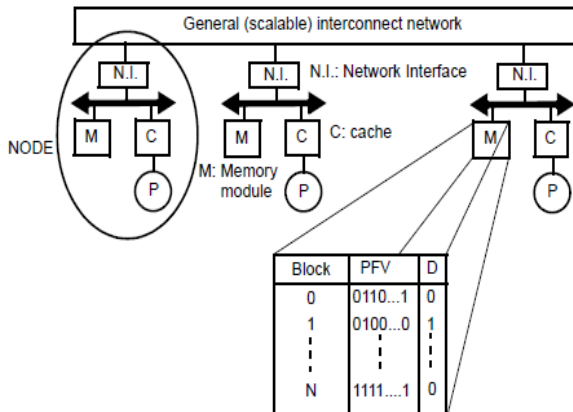 General (scalable) interconnect network
N.I. N.I. N.I.: Network Interface N.I.
NODE M C M C C: cache M C
M: Memory
module
P P P
Block PFV D
0 0110...1 0
1 0100...0 1
N 1111....1 0